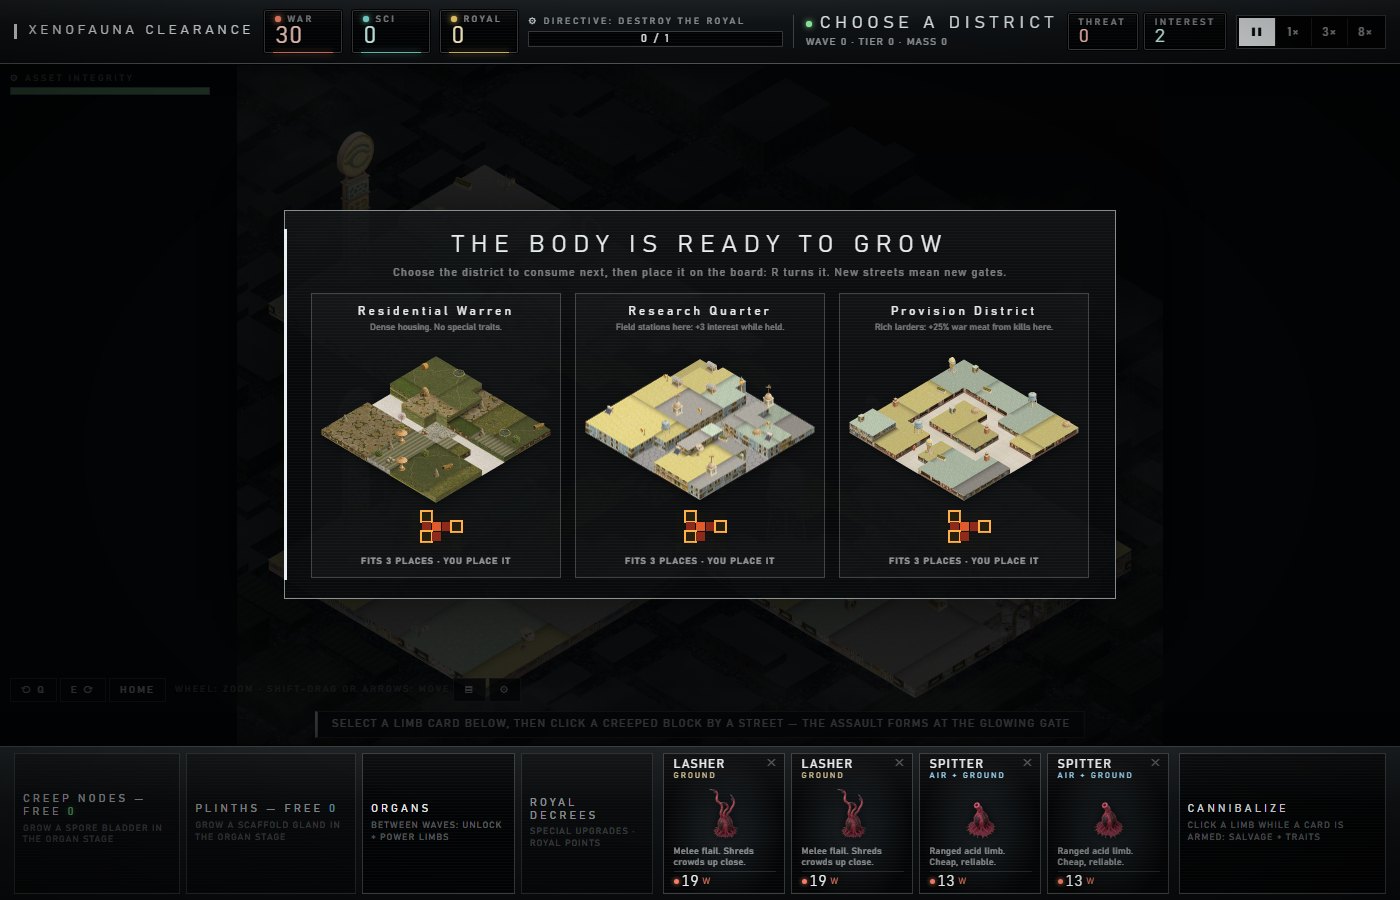 XENOFAUNA CLEARANCE
WAR
30
SCI
0
ROYAL
0
DIRECTIVE: DESTROY THE ROYAL
0 / 1
CHOOSE A DISTRICT
WAVE 0 · TIER 0 · MASS 0
THREAT
0
INTEREST
2
1×
3×
8×
ASSET INTEGRITY
THE BODY IS READY TO GROW
Choose the district to consume next, then place it on the board: R turns it. New streets mean new gates.
Residential Warren
Dense housing. No special traits.
FITS 3 PLACES · YOU PLACE IT
Research Quarter
Field stations here: +3 interest while held.
FITS 3 PLACES · YOU PLACE IT
Provision District
Rich larders: +25% war meat from kills here.
FITS 3 PLACES · YOU PLACE IT
Q
E
HOME
WHEEL: ZOOM · SHIFT-DRAG OR ARROWS: MOVE
SELECT A LIMB CARD BELOW, THEN CLICK A CREEPED BLOCK BY A STREET — THE ASSAULT FORMS AT THE GLOWING GATE
CREEP NODES —
FREE 0
GROW A SPORE BLADDER IN
THE ORGAN STAGE
PLINTHS — FREE 0
GROW A SCAFFOLD GLAND IN
THE ORGAN STAGE
ORGANS
BETWEEN WAVES: UNLOCK
+ POWER LIMBS
ROYAL
DECREES
SPECIAL UPGRADES ·
ROYAL POINTS
LASHER
GROUND
Melee flail. Shreds
crowds up close.
19 W
LASHER
GROUND
Melee flail. Shreds
crowds up close.
19 W
SPITTER
AIR + GROUND
Ranged acid limb.
Cheap, reliable.
13 W
SPITTER
AIR + GROUND
Ranged acid limb.
Cheap, reliable.
13 W
CANNIBALIZE
CLICK A LIMB WHILE A CARD IS
ARMED: SALVAGE + TRAITS